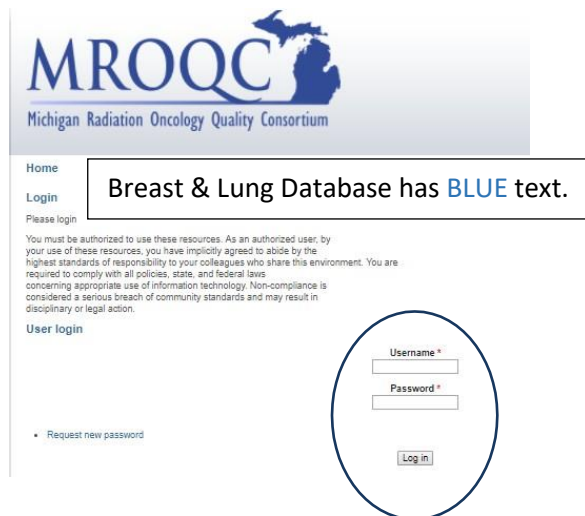 MROQC
Michigan Radiation Oncology Quality Consortium
Home
Breast & Lung Database has BLUE text.
Login
Please login
You must be authorized to use these resources. As an authorized user, by
your use of these resources, you have implicitly agreed to abide by the
highest standards of responsibility to your colleagues who share this environment. You are
required to comply with all policies, state, and federal laws
concerning appropriate use of information technology. Non-compliance is
considered a serious breach of community standards and may result in
disciplinary or legal action.
User login
Username *
Password *
• Request new password
Log in